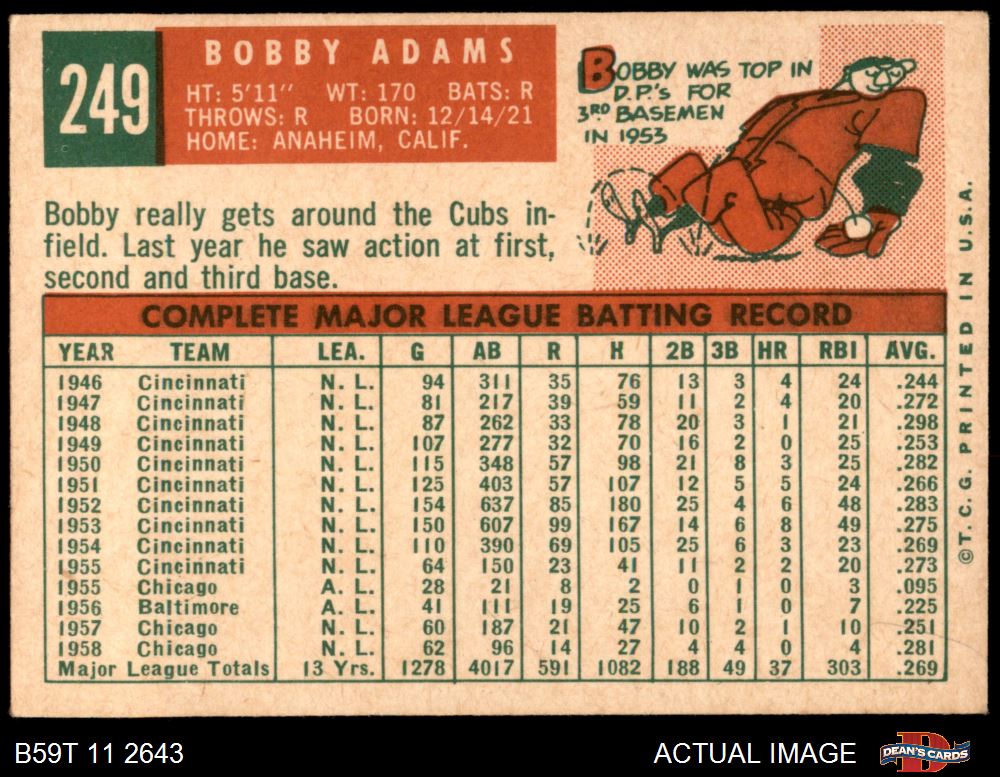 249
BOBBY ADAMS
HT: 5'11" WT: 170 BATS: R
THROWS: R BORN: 12/14/21
HOME: ANAHEIM, CALIF.
BOBBY WAS TOP IN
D.P.'s FOR
3RD BASEMEN
IN 1953
Bobby really gets around the Cubs in-
field. Last year he saw action at first,
second and third base.
COMPLETE MAJOR LEAGUE BATTING RECORD
YEAR TEAM LEA. G AB R H 2B 3B HR RBI AVG.
1946 Cincinnati N. L. 94 311 35 76 13 3 4 24 .244
1947 Cincinnati N. L. 81 217 39 59 11 2 4 20 .272
1948 Cincinnati N. L. 87 262 33 78 20 3 1 21 .298
1949 Cincinnati N. L. 107 277 32 70 16 2 0 25 .253
1950 Cincinnati N. L. 115 348 57 98 21 8 3 25 .282
1951 Cincinnati N. L. 125 403 57 107 12 5 5 24 .266
1952 Cincinnati N. L. 154 637 85 180 25 4 6 48 .283
1953 Cincinnati N. L. 150 607 99 167 14 6 8 49 .275
1954 Cincinnati N. L. 110 390 69 105 25 6 3 23 .269
1955 Cincinnati N. L. 64 150 23 41 11 2 2 20 .273
1955 Chicago A. L. 28 21 8 2 0 1 0 3 .095
1956 Baltimore A. L. 41 111 19 25 6 1 0 7 .225
1957 Chicago N. L. 60 187 21 47 10 2 1 10 .251
1958 Chicago N. L. 62 96 14 27 4 4 0 4 .281
Major League Totals 13 Yrs. 1278 4017 591 1082 188 49 37 303 .269
©T.C.G. PRINTED IN U.S.A.
B59T 11 2643
ACTUAL IMAGE
D
DEAN'S CARDS